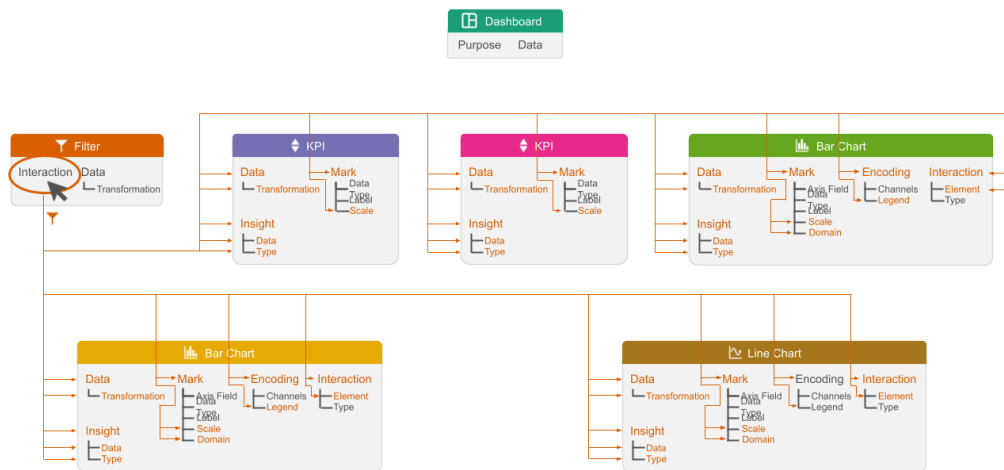 Dashboard
Purpose Data
Filter
Interaction Data
Transformation
KPI
Data Mark
Transformation Data Type
Label
Scale
Insight
Data
Type
KPI
Data Mark
Transformation Data Type
Label
Scale
Insight
Data
Type
Bar Chart
Data Mark Encoding Interaction
Transformation Axis Field Channels Element
Data Type Legend Type
Label
Scale
Domain
Insight
Data
Type
Bar Chart
Data Mark Encoding Interaction
Transformation Axis Field Channels Element
Data Type Legend Type
Label
Scale
Domain
Insight
Data
Type
Line Chart
Data Mark Encoding Interaction
Transformation Axis Field Channels Element
Data Type Legend Type
Label
Scale
Domain
Insight
Data
Type